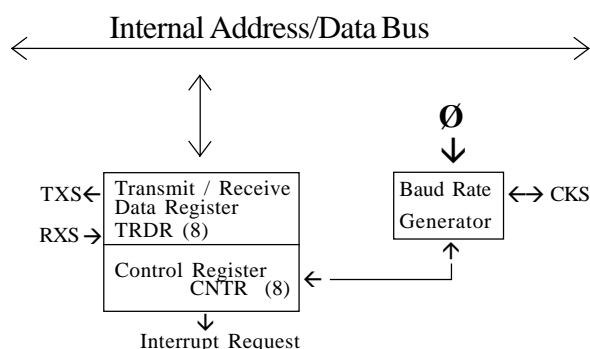 Internal Address/Data Bus
Ø
TXS
Transmit / Receive
Data Register
TRDR (8)
RXS
Baud Rate
Generator
CKS
Control Register
CNTR (8)
Interrupt Request